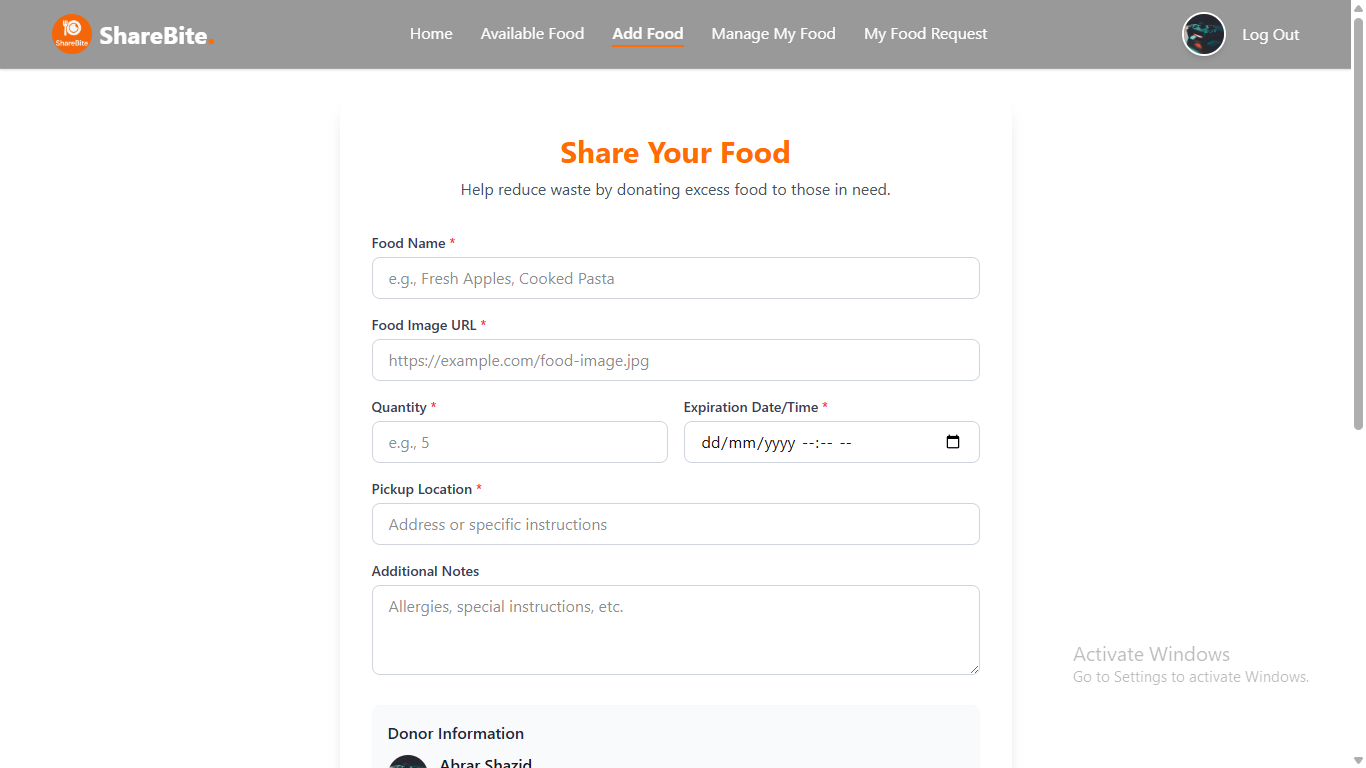 ShareBite
ShareBite.
Home
Available Food
Add Food
Manage My Food
My Food Request
Log Out
Share Your Food
Help reduce waste by donating excess food to those in need.
Food Name *
e.g., Fresh Apples, Cooked Pasta
Food Image URL *
https://example.com/food-image.jpg
Quantity *
Expiration Date/Time *
e.g., 5
dd/mm/yyyy --:-- --
Pickup Location *
Address or specific instructions
Additional Notes
Allergies, special instructions, etc.
Activate Windows
Go to Settings to activate Windows.
Donor Information
Abrar Shazid